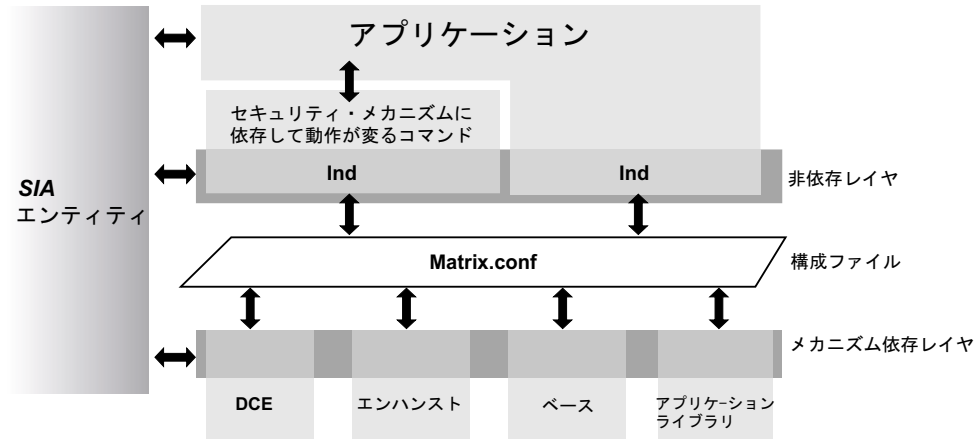 アプリケーション
セキュリティ・メカニズムに
依存して動作が変るコマンド
Ind
Ind
非依存レイヤ
SIA
エンティティ
Matrix.conf
構成ファイル
メカニズム依存レイヤ
DCE
エンハンスト
ベース
アプリケーション
ライブラリ